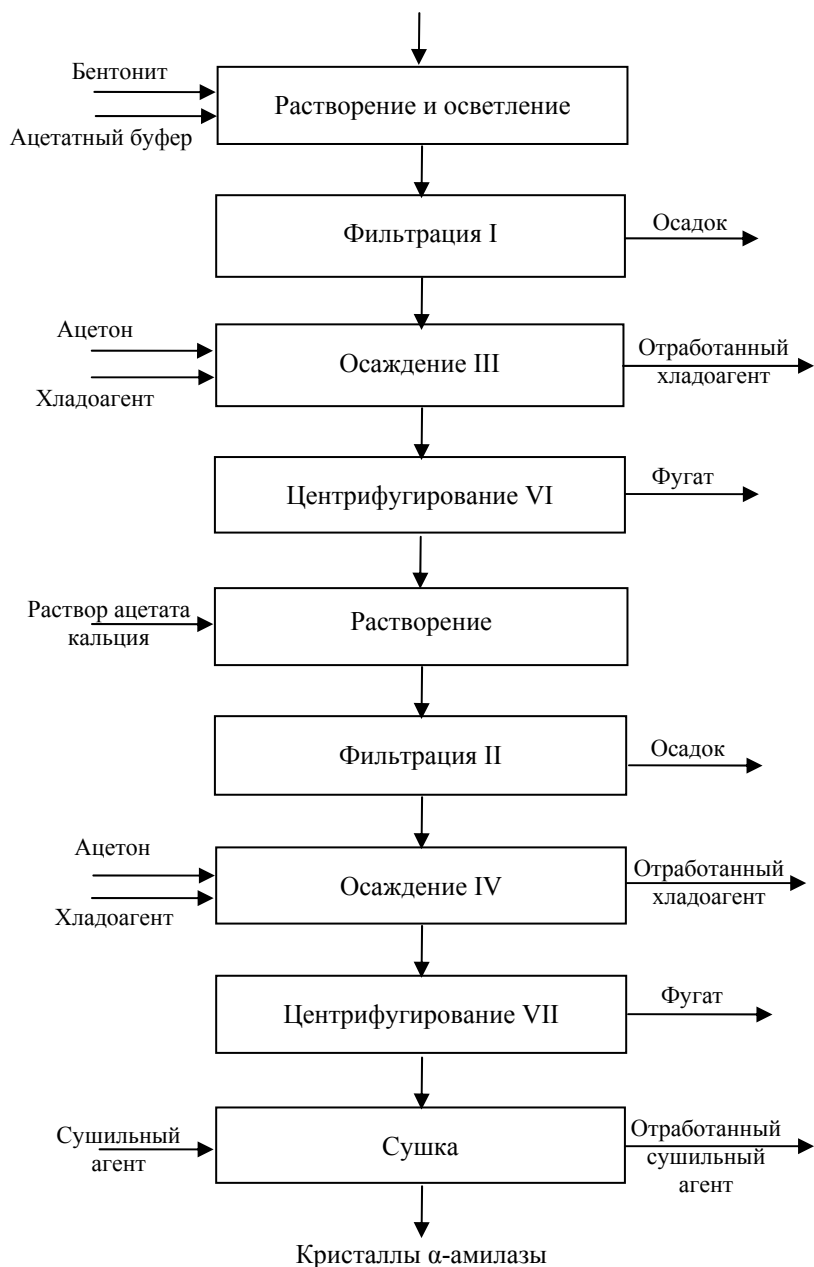 Бентонит
Ацетатный буфер
Растворение и осветление
Фильтрация I
Осадок
Ацетон
Хладоагент
Осаждение III
Отработанный
хладоагент
Центрифугирование VI
Фугат
Раствор ацетата
кальция
Растворение
Фильтрация II
Осадок
Ацетон
Хладоагент
Осаждение IV
Отработанный
хладоагент
Центрифугирование VII
Фугат
Сушильный
агент
Сушка
Отработанный
сушильный
агент
Кристаллы α-амилазы